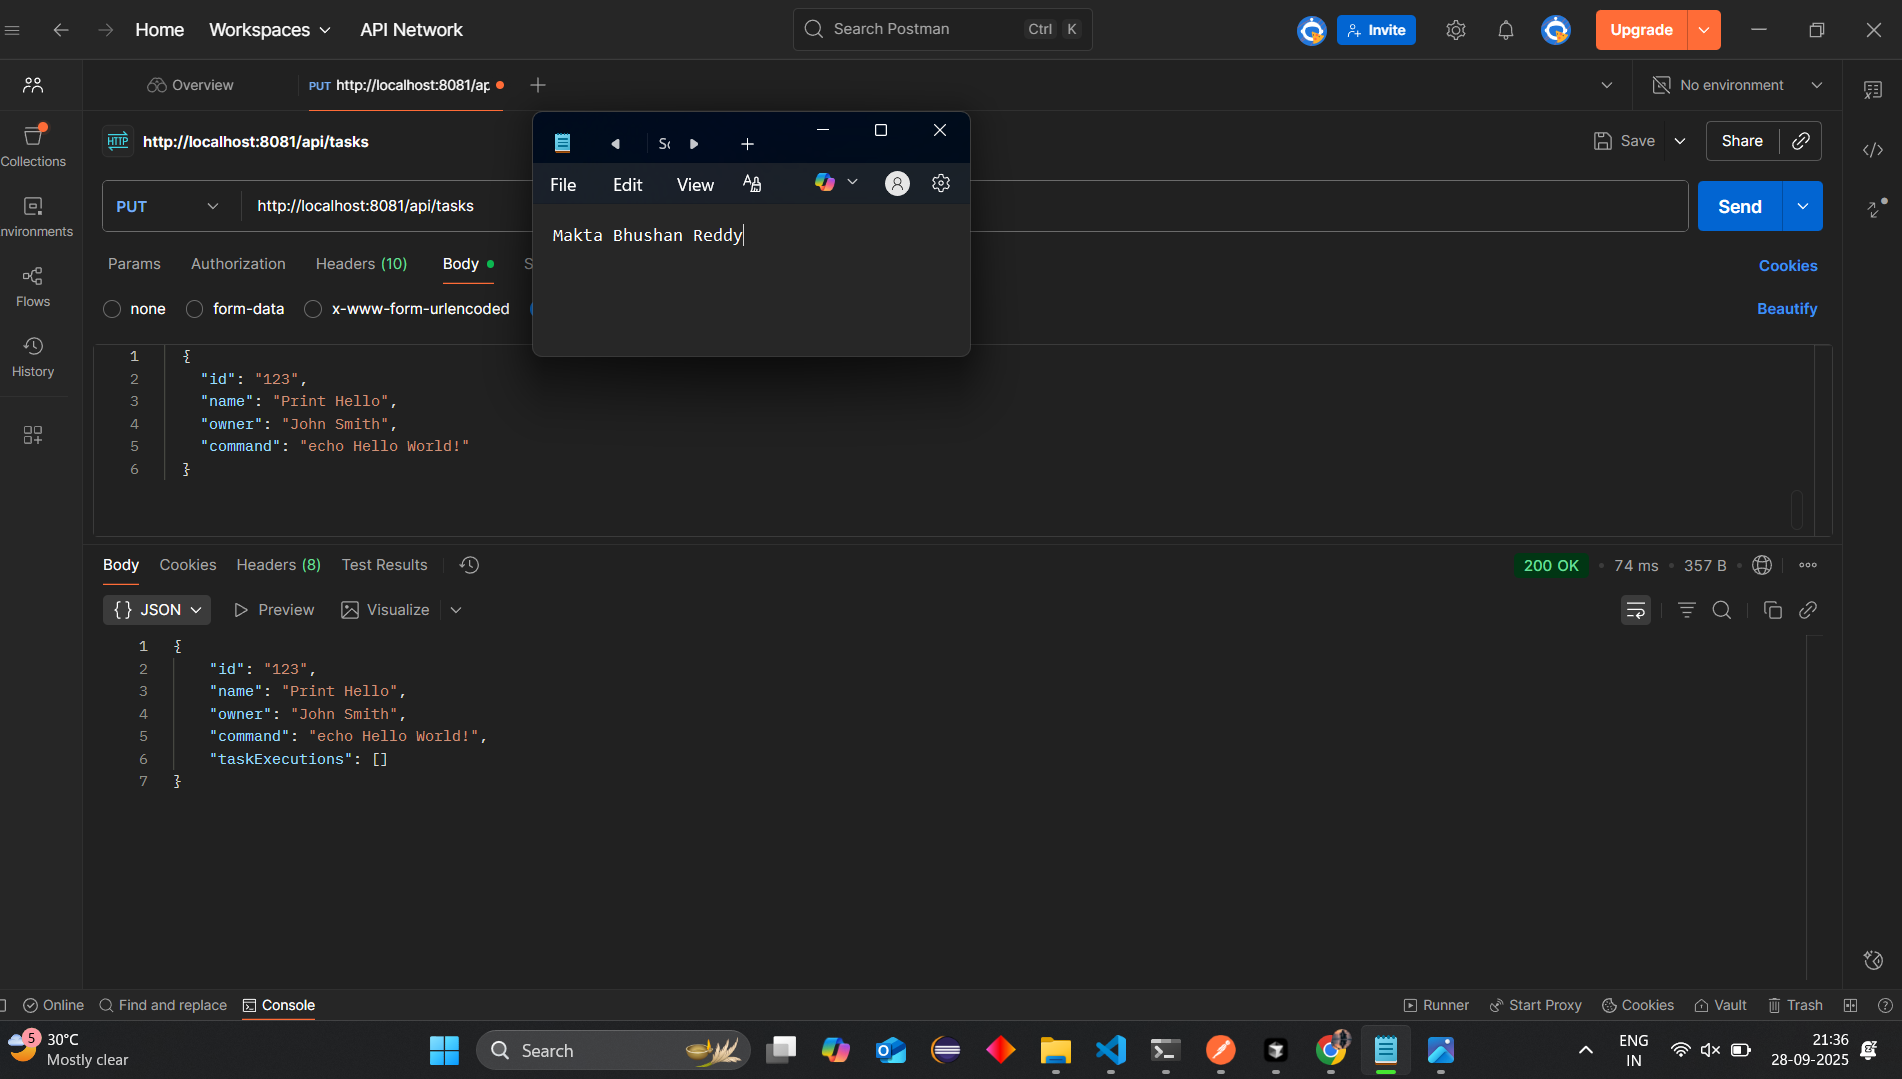 Home Workspaces API Network
Search Postman Ctrl K
Invite
Upgrade
Overview
PUT http://localhost:8081/ap
No environment
HTTP http://localhost:8081/api/tasks
Save
Share
PUT http://localhost:8081/api/tasks
Send
Params Authorization Headers (10) Body S
Cookies
none form-data x-www-form-urlencoded
Beautify
1 {
2 "id": "123",
3 "name": "Print Hello",
4 "owner": "John Smith",
5 "command": "echo Hello World!"
6 }
Sc
File Edit View
Makta Bhushan Reddy
Collections
nvironments
Flows
History
Body Cookies Headers (8) Test Results
200 OK 74 ms 357 B
{} JSON Preview Visualize
1 {
2 "id": "123",
3 "name": "Print Hello",
4 "owner": "John Smith",
5 "command": "echo Hello World!",
6 "taskExecutions": []
7 }
Online Find and replace Console
Runner Start Proxy Cookies Vault Trash
5
30°C
Mostly clear
Search
ENG
IN
21:36
28-09-2025